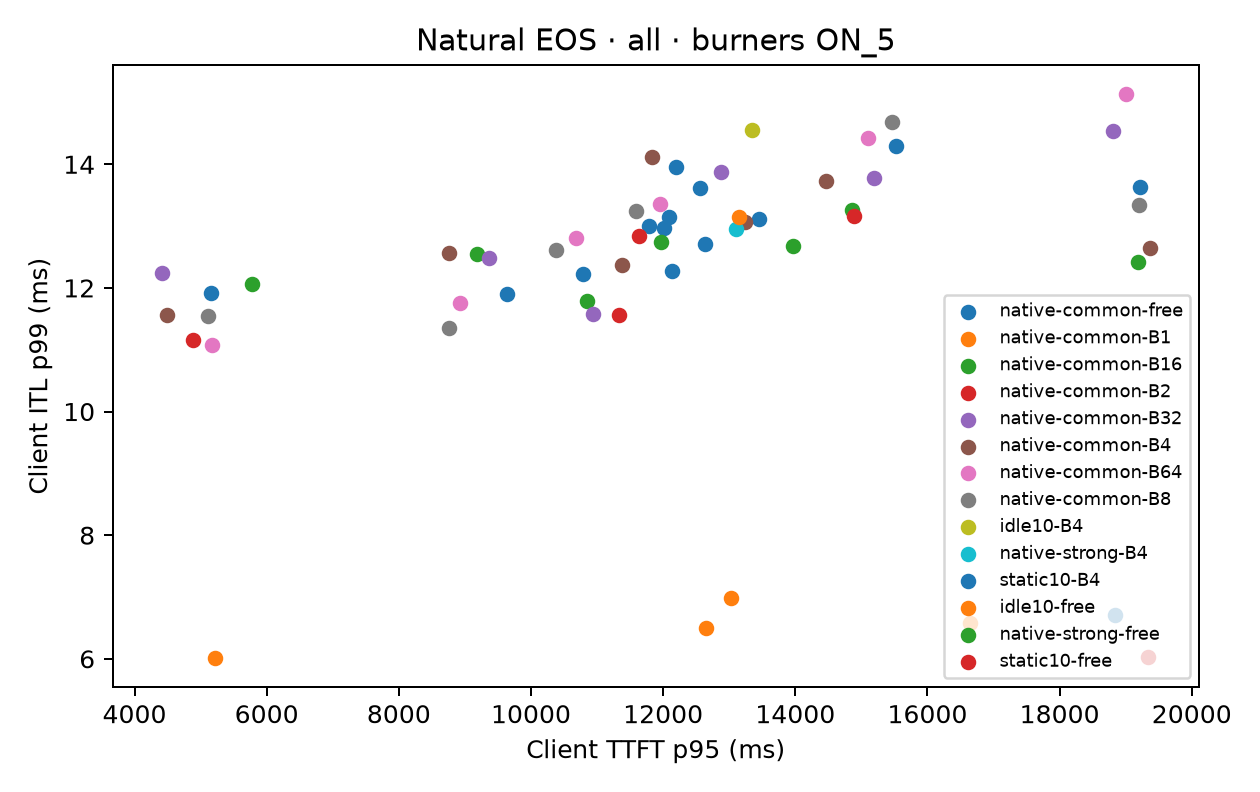 Natural EOS · all · burners ON_5
Client ITL p99 (ms)
14
12
10
8
6
native-common-free
native-common-B1
native-common-B16
native-common-B2
native-common-B32
native-common-B4
native-common-B64
native-common-B8
idle10-B4
native-strong-B4
static10-B4
idle10-free
native-strong-free
static10-free
4000 6000 8000 10000 12000 14000 16000 18000 20000
Client TTFT p95 (ms)